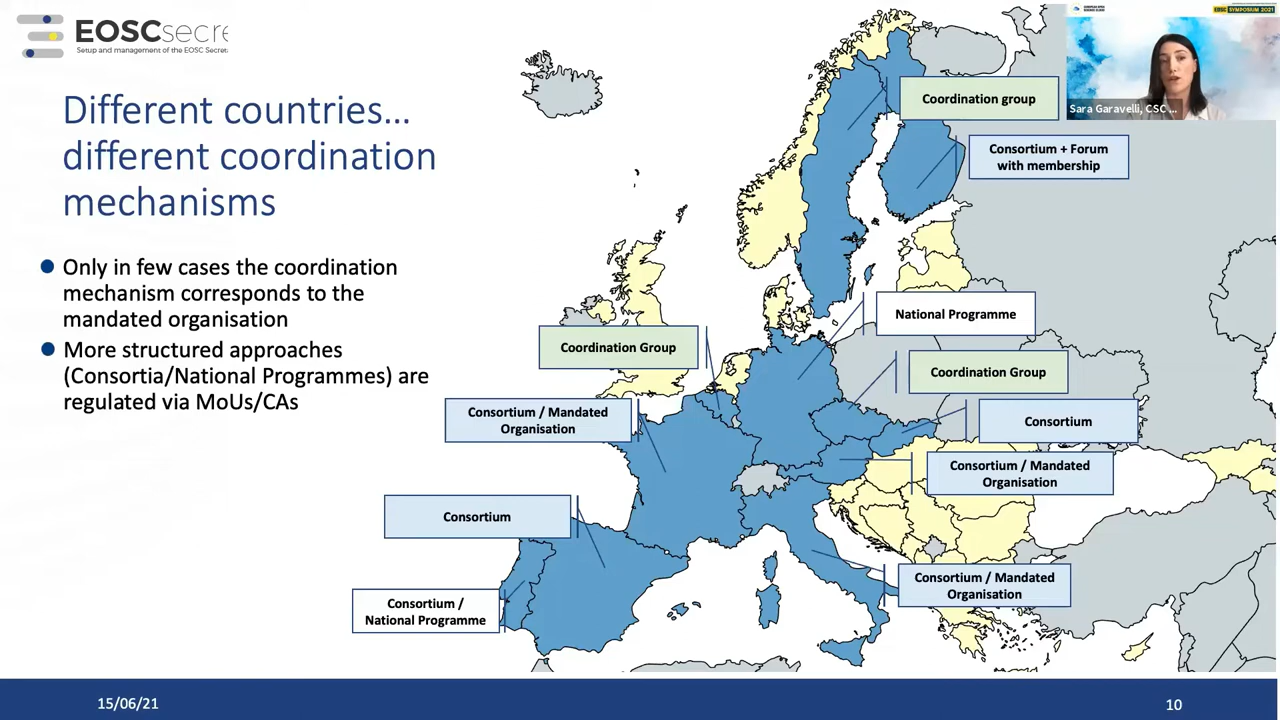 EOSCsecre
Setup and management of the EOSC Secret
EOSC SYMPOSIUM 2021
Sara Garavelli, CSC ...
Different countries...
different coordination
mechanisms
Only in few cases the coordination
mechanism corresponds to the
mandated organisation
More structured approaches
(Consortia/National Programmes) are
regulated via MoUs/CAs
Coordination group
Consortium + Forum
with membership
National Programme
Coordination Group
Coordination Group
Consortium / Mandated
Organisation
Consortium
Consortium / Mandated
Organisation
Consortium
Consortium / Mandated
Organisation
Consortium /
National Programme
15/06/21
10